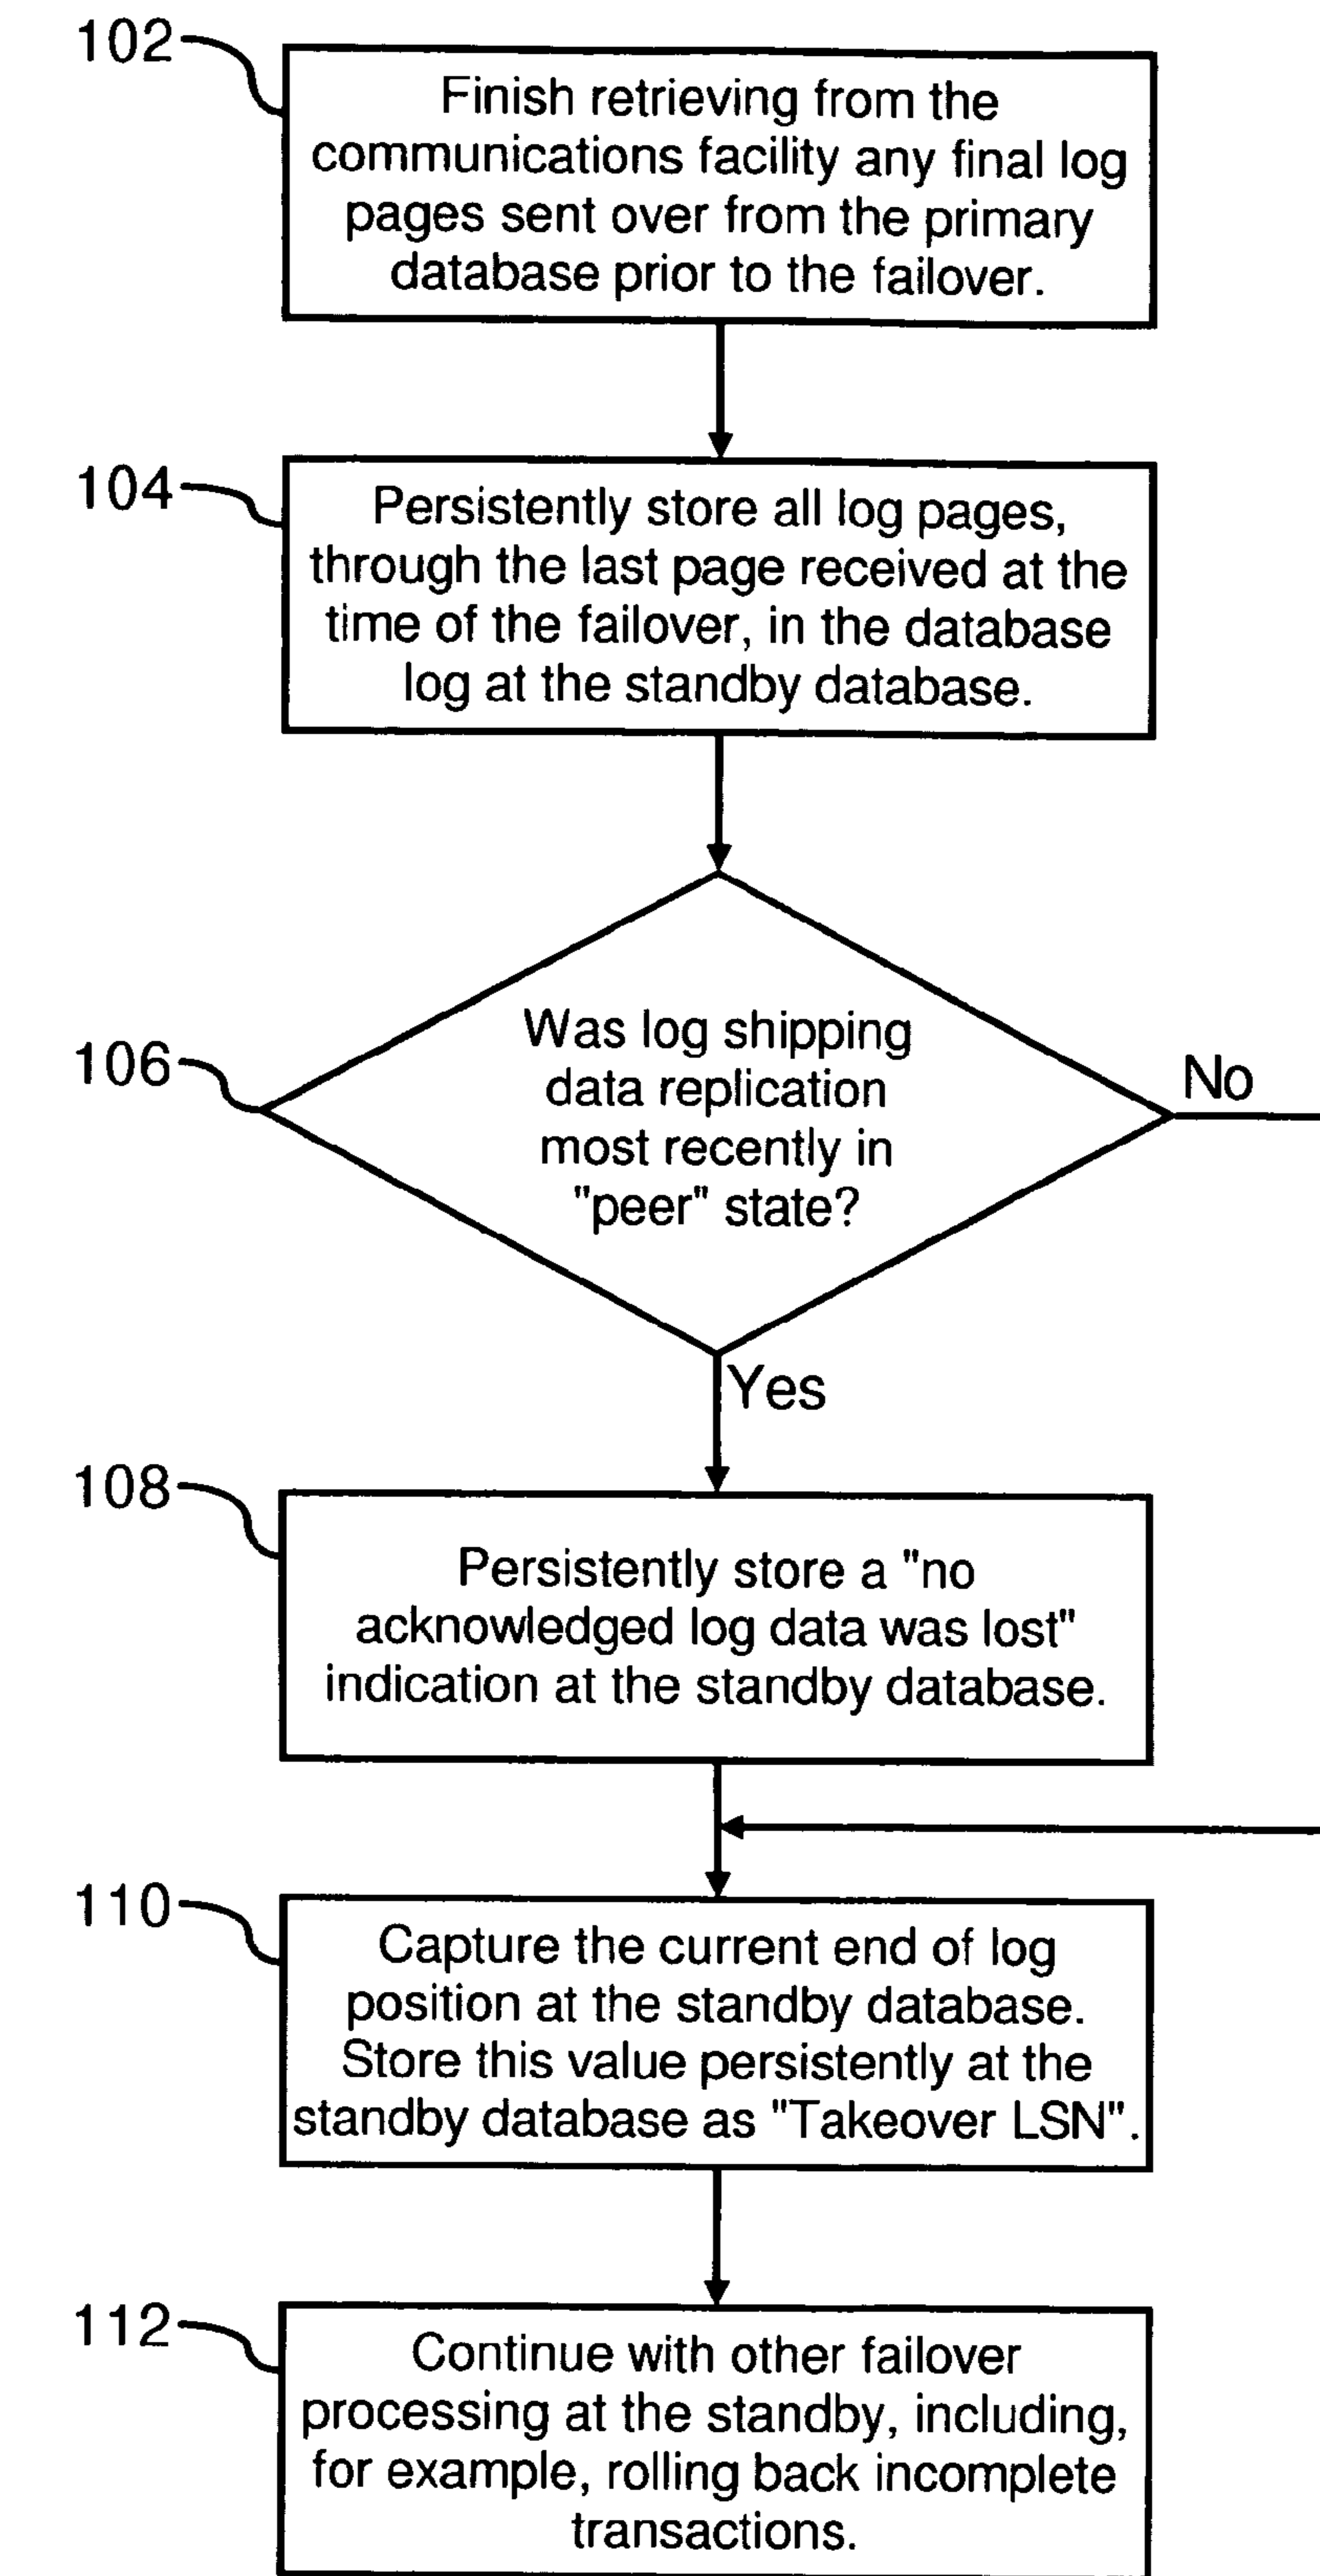 102
Finish retrieving from the
communications facility any final log
pages sent over from the primary
database prior to the failover.
104
Persistently store all log pages,
through the last page received at the
time of the failover, in the database
log at the standby database.
106
Was log shipping
data replication
most recently in
"peer" state?
No
Yes
108
Persistently store a "no
acknowledged log data was lost"
indication at the standby database.
110
Capture the current end of log
position at the standby database.
Store this value persistently at the
standby database as "Takeover LSN".
112
Continue with other failover
processing at the standby, including,
for example, rolling back incomplete
transactions.